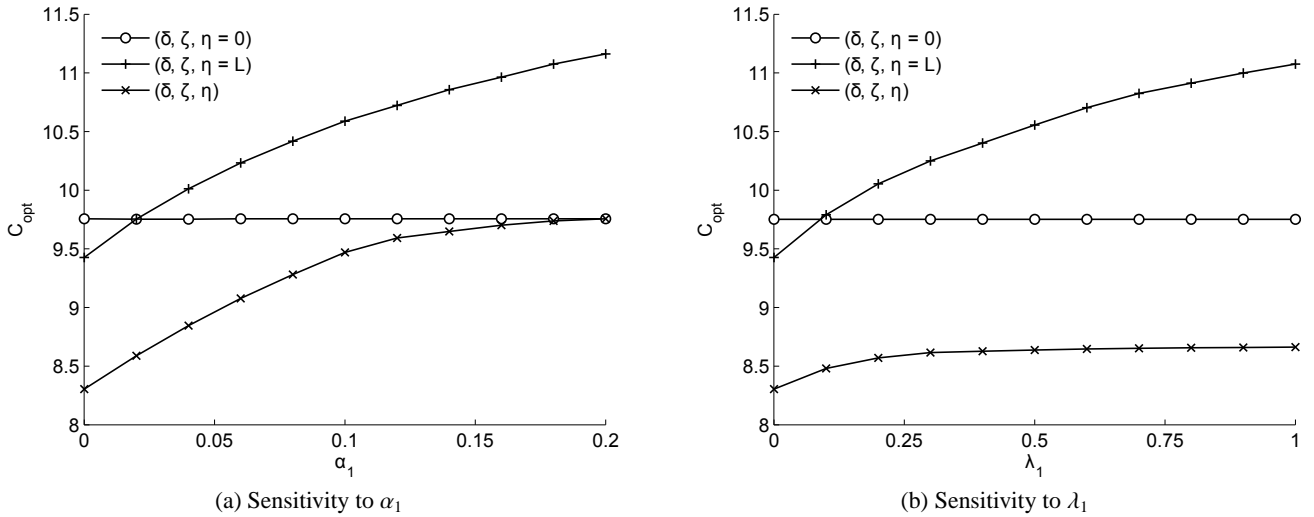 11.5
11
10.5
10
9.5
9
8.5
8
C_opt
(δ, ζ, η = 0)
(δ, ζ, η = L)
(δ, ζ, η)
0 0.05 0.1 0.15 0.2
α_1
(a) Sensitivity to α_1
11.5
11
10.5
10
9.5
9
8.5
8
C_opt
(δ, ζ, η = 0)
(δ, ζ, η = L)
(δ, ζ, η)
0 0.25 0.5 0.75 1
λ_1
(b) Sensitivity to λ_1